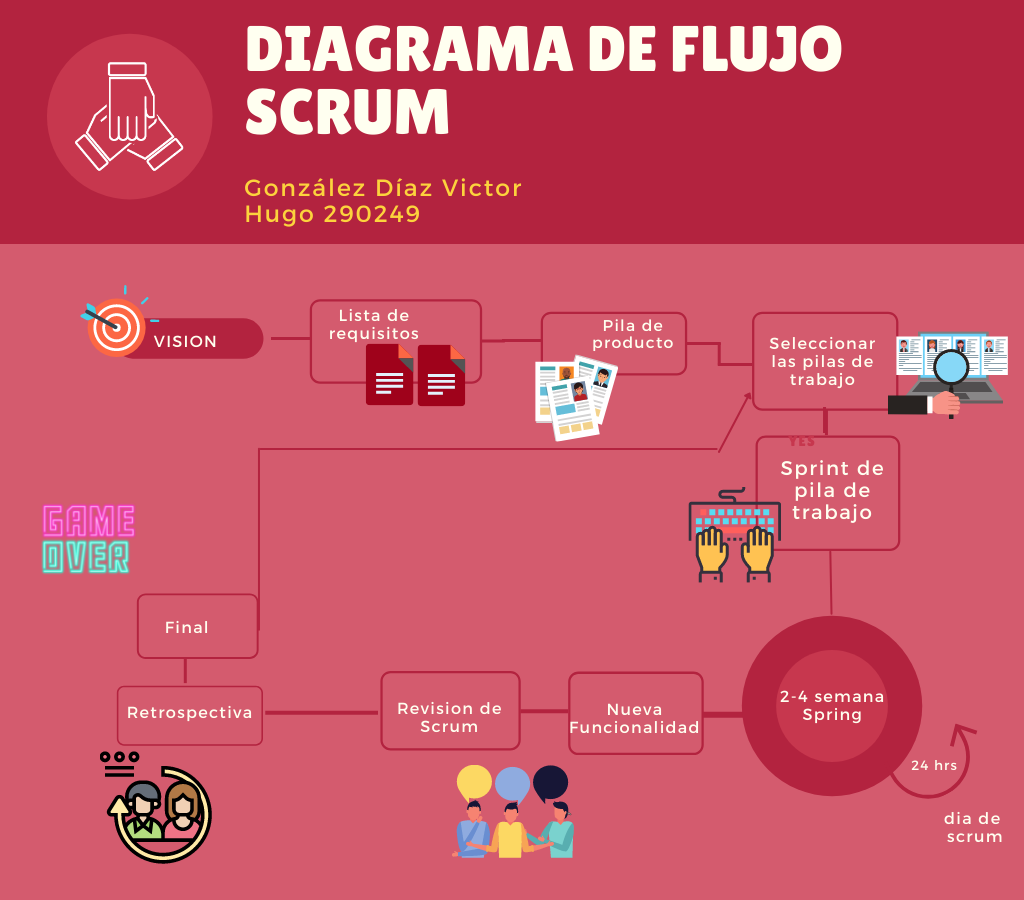 DIAGRAMA DE FLUJO
SCRUM
González Díaz Victor
Hugo 290249
VISION
Lista de
requisitos
Pila de
producto
Seleccionar
las pilas de
trabajo
YES
Sprint de
pila de
trabajo
GAME
OVER
Final
Retrospectiva
Revision de
Scrum
Nueva
Funcionalidad
2-4 semana
Spring
24 hrs
dia de
scrum